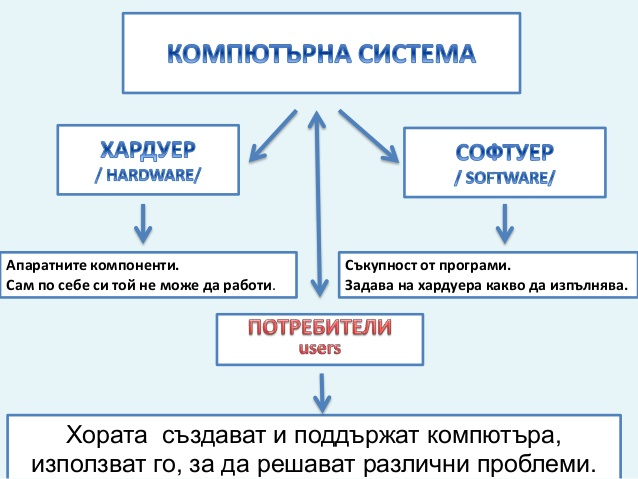 КОМПЮТЪРНА СИСТЕМА
ХАРДУЕР
/ HARDWARE/
СОФТУЕР
/ SOFTWARE/
Апаратните компоненти.
Сам по себе си той не може да работи.
Съкупност от програми.
Задава на хардуера какво да изпълнява.
ПОТРЕБИТЕЛИ
users
Хората създават и поддържат компютъра,
използват го, за да решават различни проблеми.